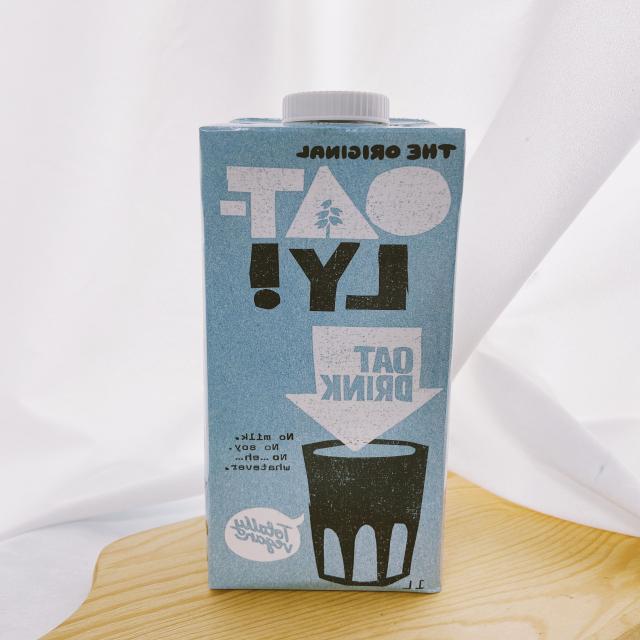 THE ORIGINAL
OAT-
LY!
OAT
DRINK
No milk.
No soy.
No …eh…
whatever.
Totally
vegan!
1L